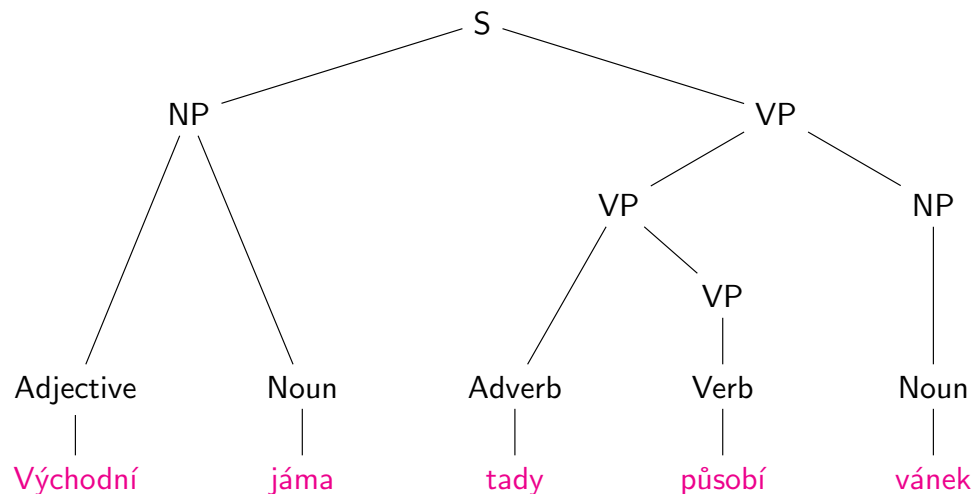 S
NP VP
VP NP
VP
Adjective Noun Adverb Verb Noun
Východní jáma tady působí vánek